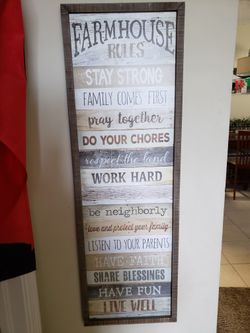 FARMHOUSE
RULES
STAY STRONG
FAMILY COMES FIRST
pray together
DO YOUR CHORES
respect the land
WORK HARD
be neighborly
love and protect your family
LISTEN TO YOUR PARENTS
HAVE FAITH
SHARE BLESSINGS
HAVE FUN
LIVE WELL